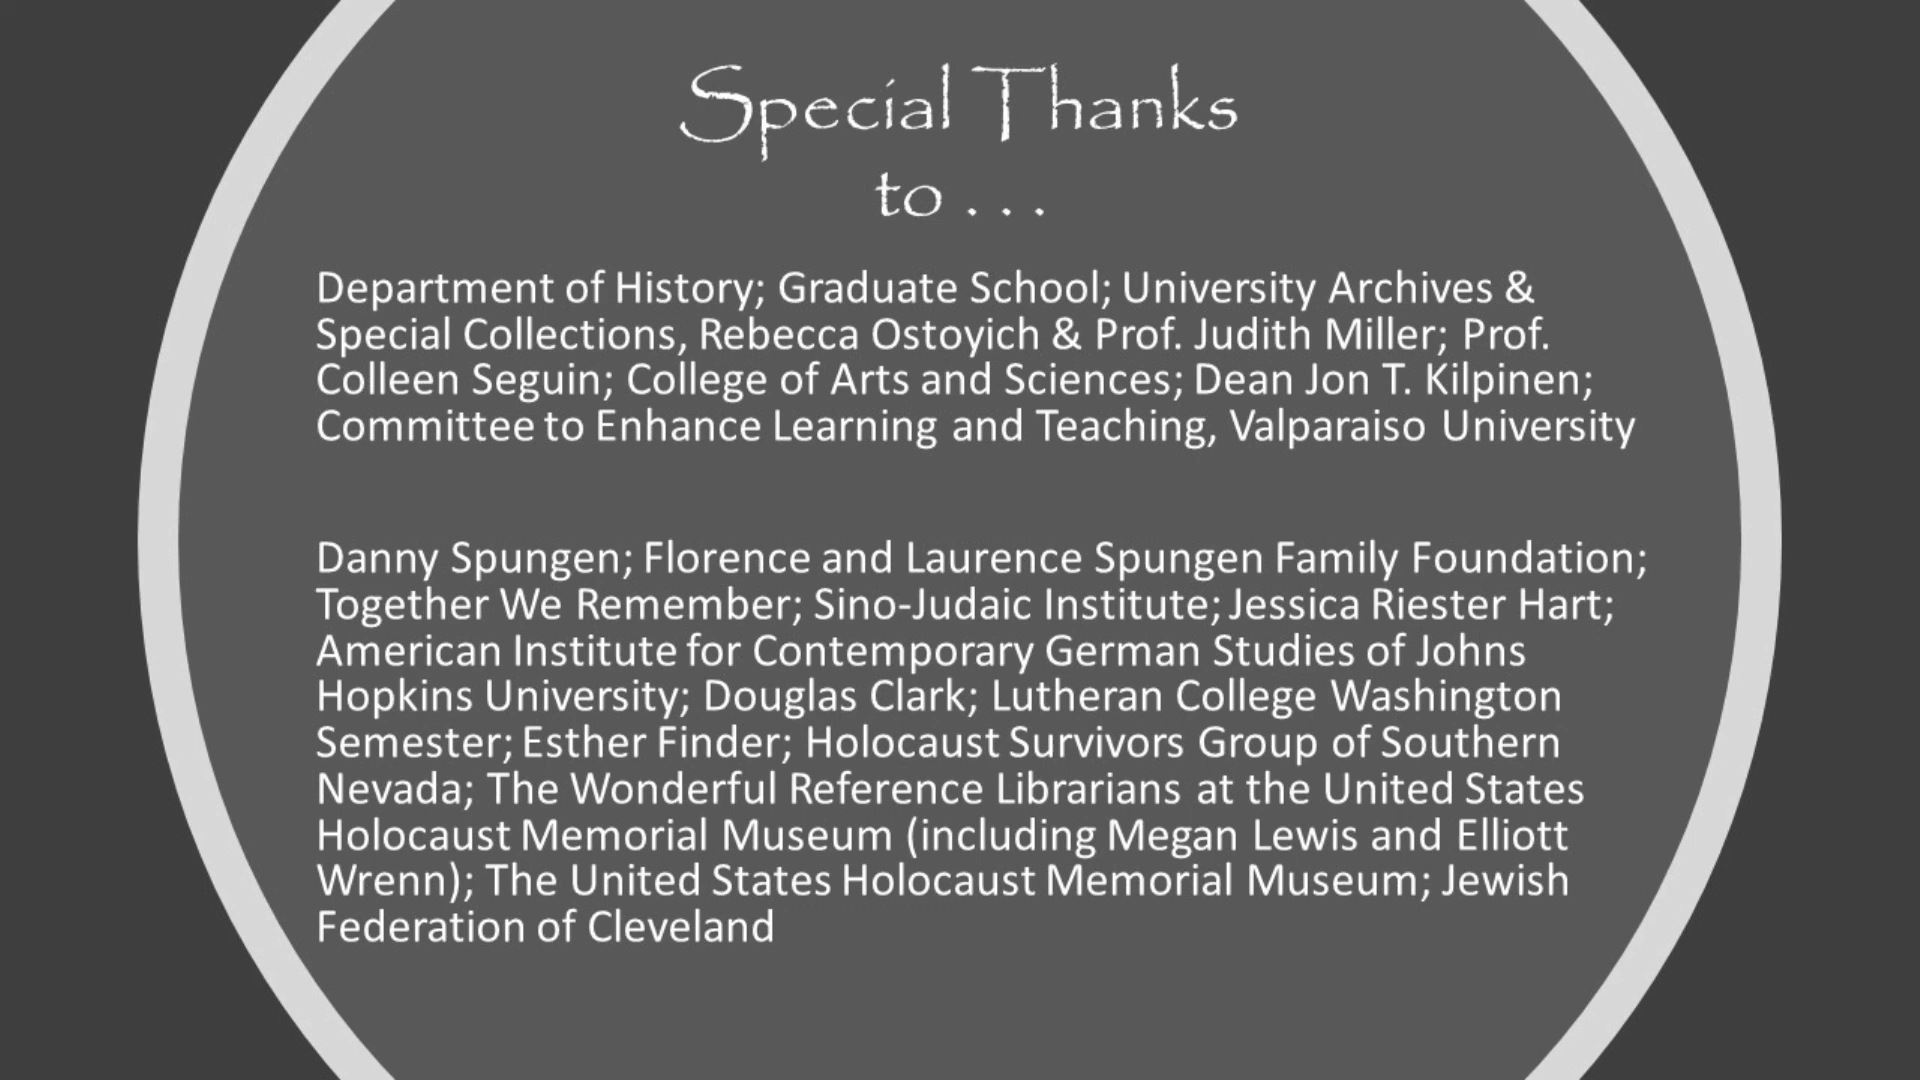 Special Thanks
to . . .
Department of History; Graduate School; University Archives &
Special Collections, Rebecca Ostoyich & Prof. Judith Miller; Prof.
Colleen Seguin; College of Arts and Sciences; Dean Jon T. Kilpinen;
Committee to Enhance Learning and Teaching, Valparaiso University
Danny Spungen; Florence and Laurence Spungen Family Foundation;
Together We Remember; Sino-Judaic Institute; Jessica Riester Hart;
American Institute for Contemporary German Studies of Johns
Hopkins University; Douglas Clark; Lutheran College Washington
Semester; Esther Finder; Holocaust Survivors Group of Southern
Nevada; The Wonderful Reference Librarians at the United States
Holocaust Memorial Museum (including Megan Lewis and Elliott
Wrenn); The United States Holocaust Memorial Museum; Jewish
Federation of Cleveland